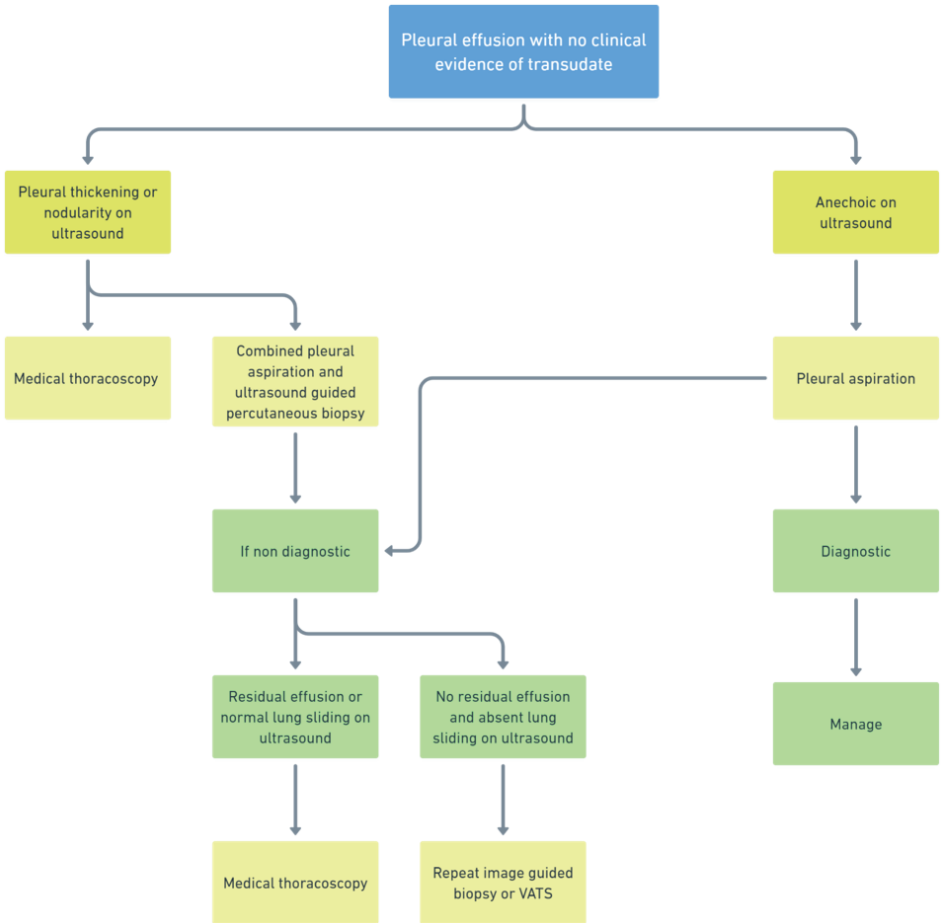 Pleural effusion with no clinical
evidence of transudate
Pleural thickening or
nodularity on
ultrasound
Anechoic on
ultrasound
Medical thoracoscopy
Combined pleural
aspiration and
ultrasound guided
percutaneous biopsy
Pleural aspiration
If non diagnostic
Diagnostic
Residual effusion or
normal lung sliding on
ultrasound
No residual effusion
and absent lung
sliding on ultrasound
Manage
Medical thoracoscopy
Repeat image guided
biopsy or VATS